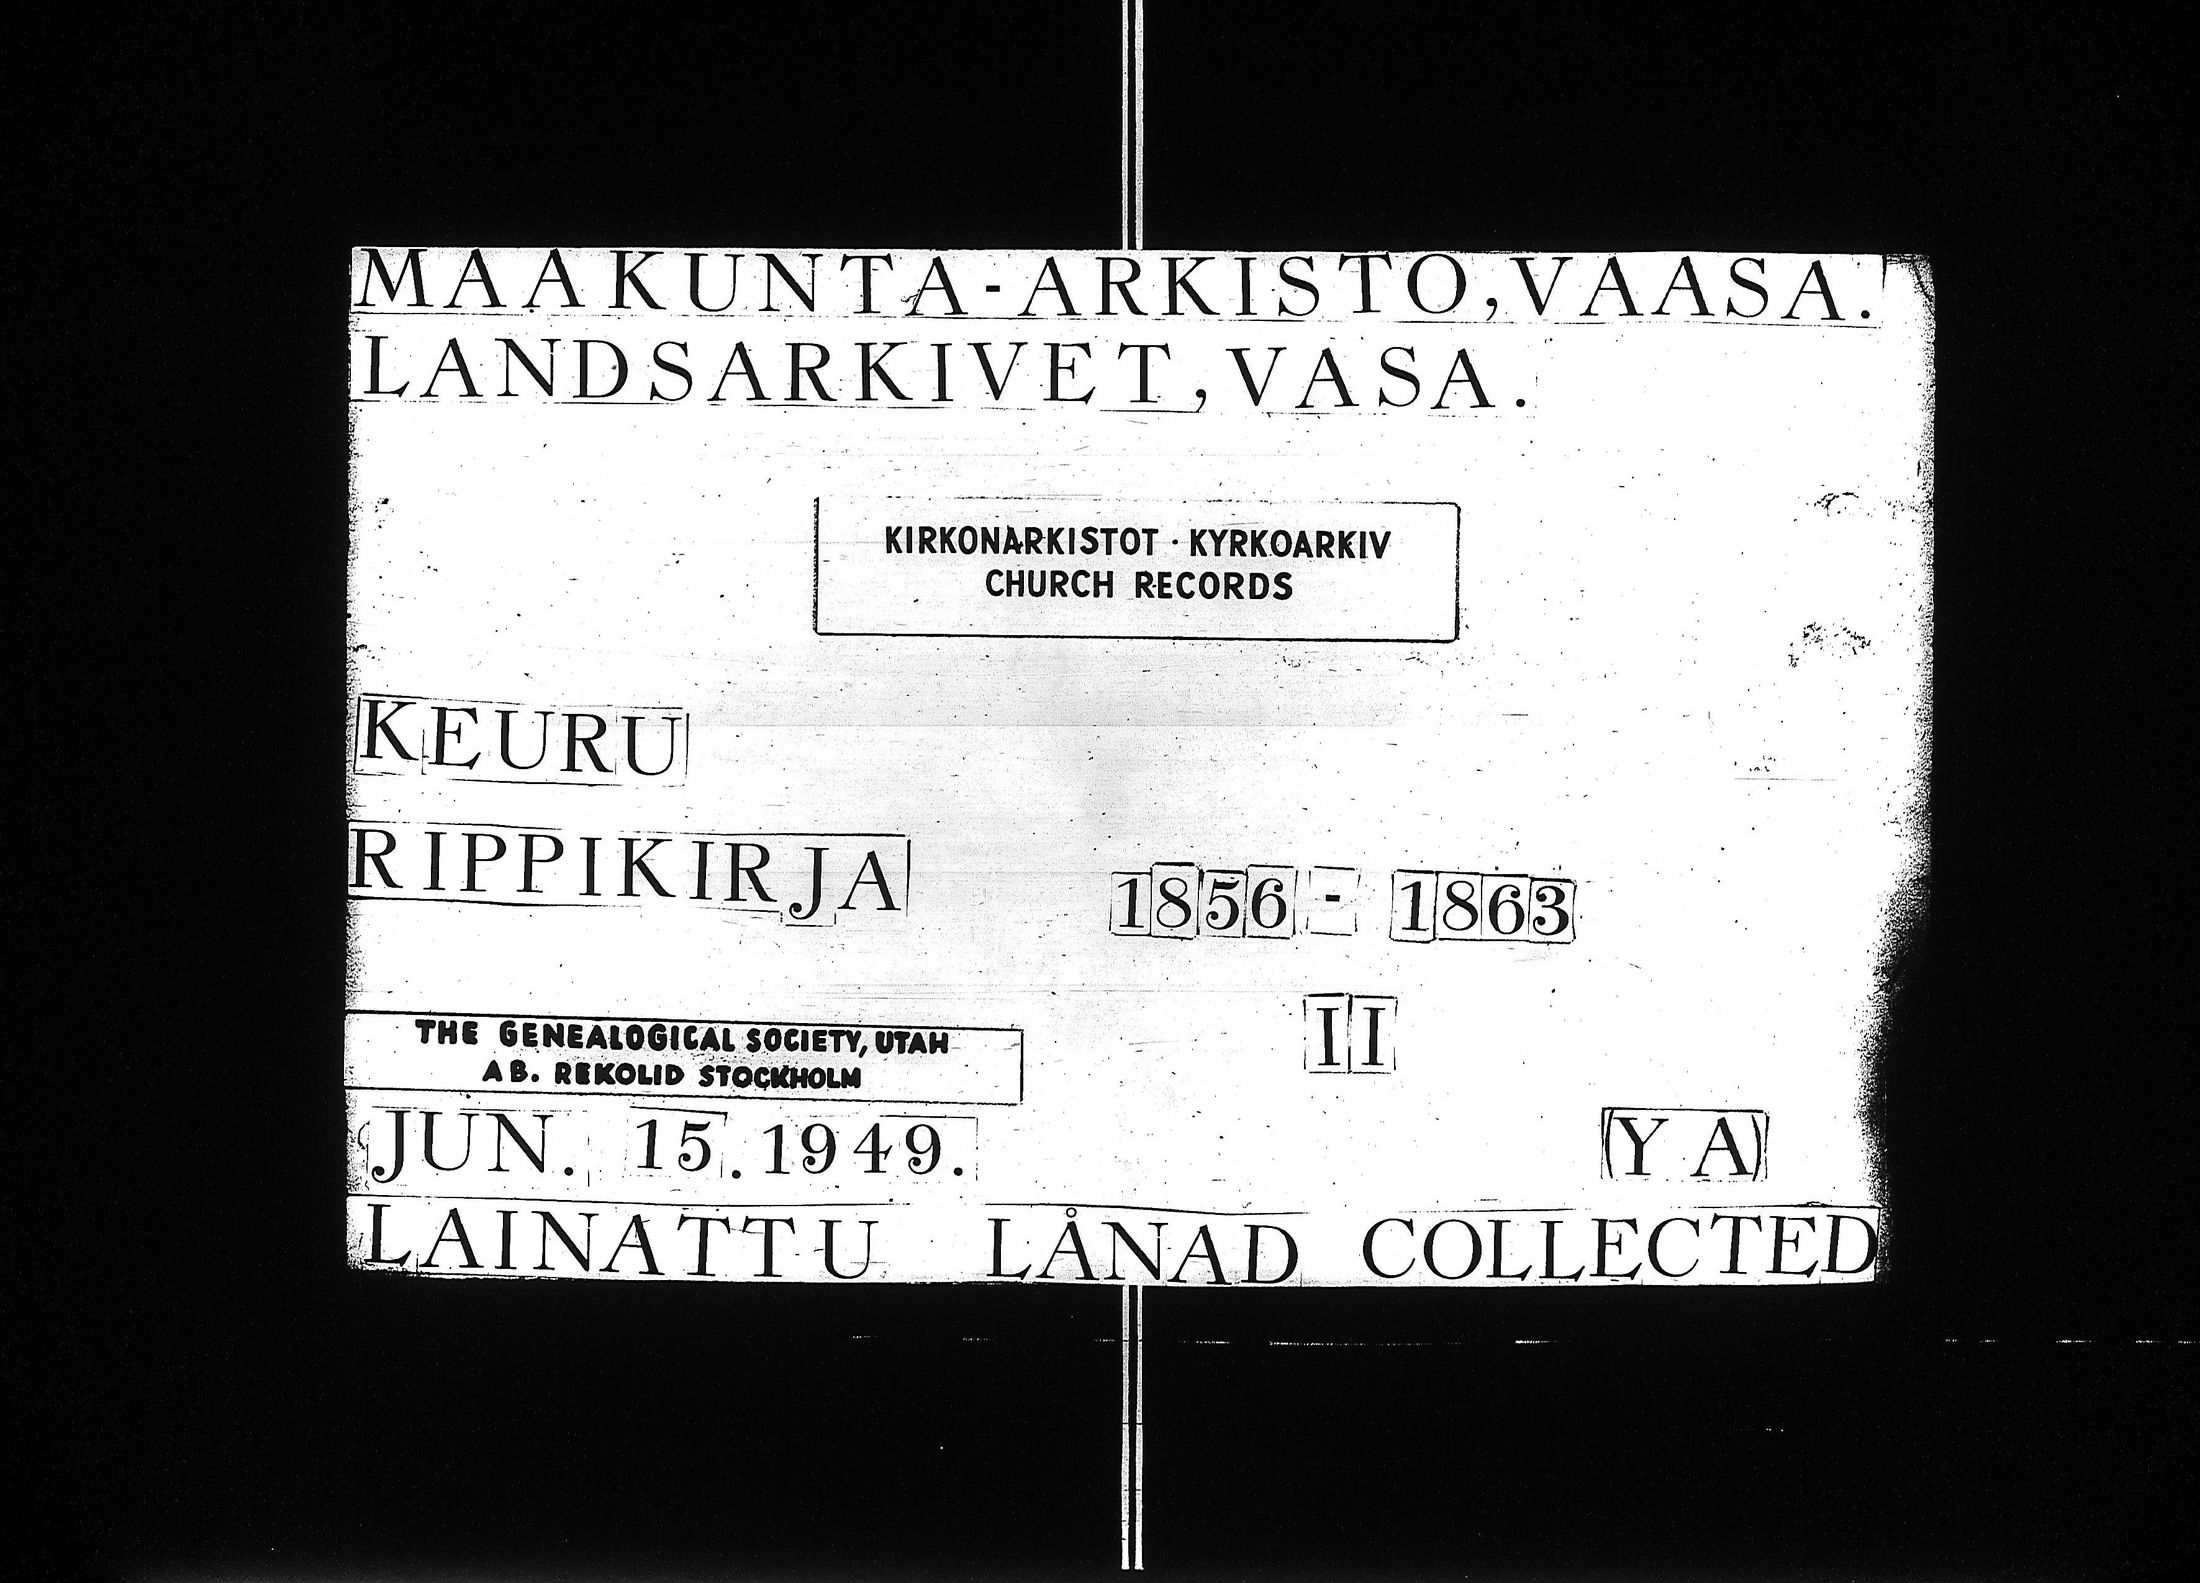 MAAKUNTA-ARKISTO, VAASA.
LANDSARKIVET, VASA.
KIRKONARKISTOT · KYRKOARKIV
CHURCH RECORDS
KEURU
RIPPIKIRJA 1856 - 1863
II
THE GENEALOGICAL SOCIETY, UTAH
AB. REKOLID STOCKHOLM
JUN. 15. 1949. (Y A)
LAINATTU LÅNAD COLLECTED